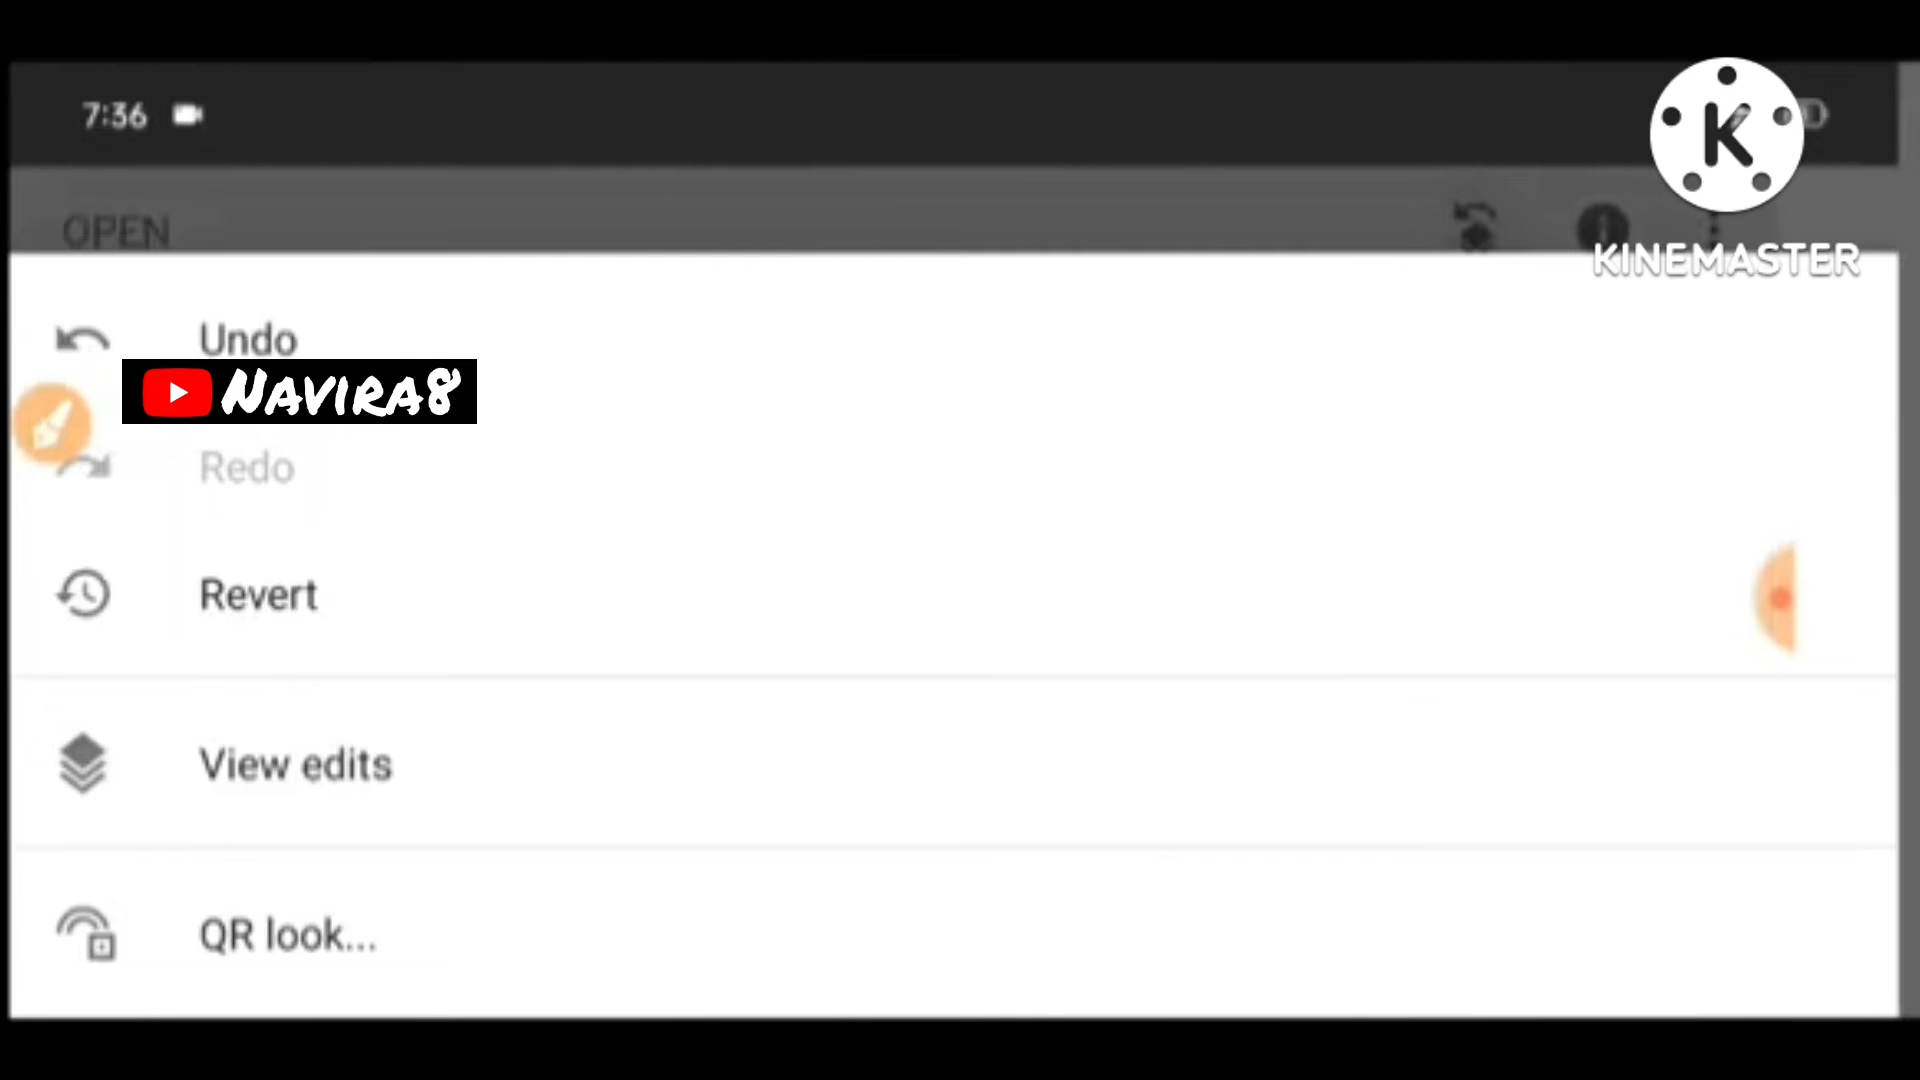 7:36
OPEN
KINEMASTER
Undo
NAVIRA8
Redo
Revert
View edits
QR look...